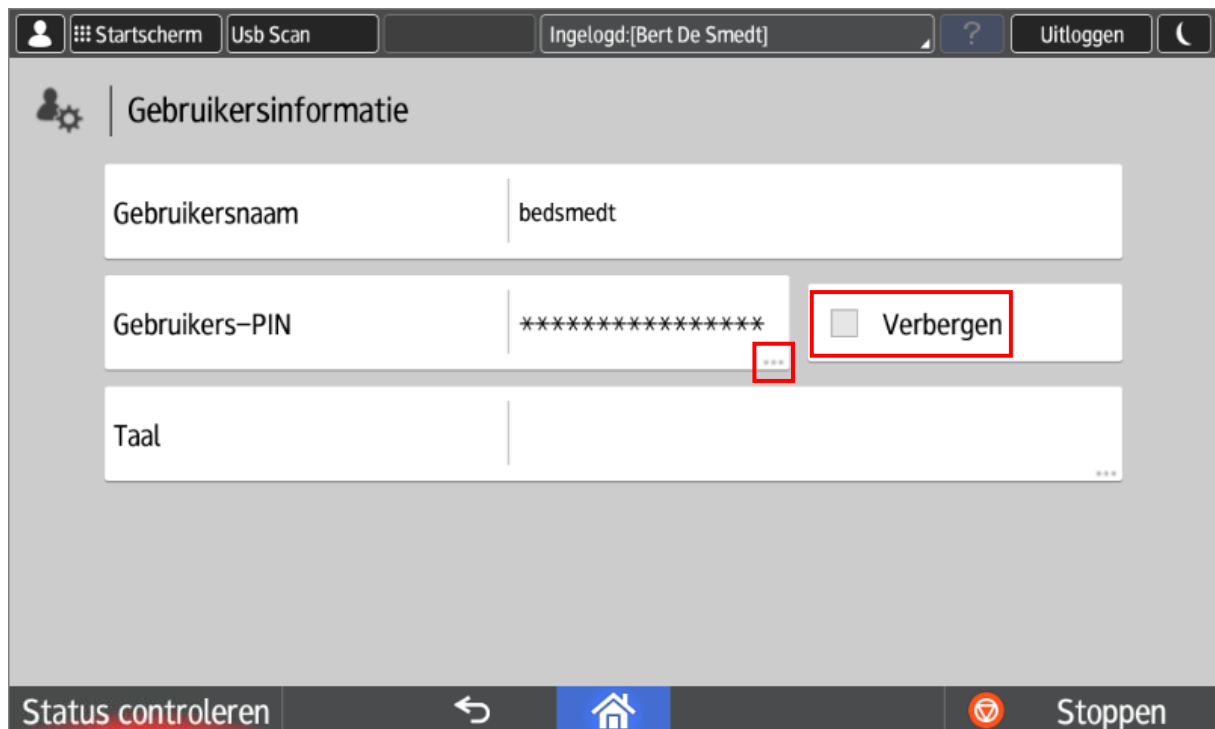 Startscherm Usb Scan Ingelogd:[Bert De Smedt] ? Uitloggen
Gebruikersinformatie
Gebruikersnaam bedsmedt
Gebruikers-PIN **************** Verbergen
...
Taal
...
Status controleren Stoppen